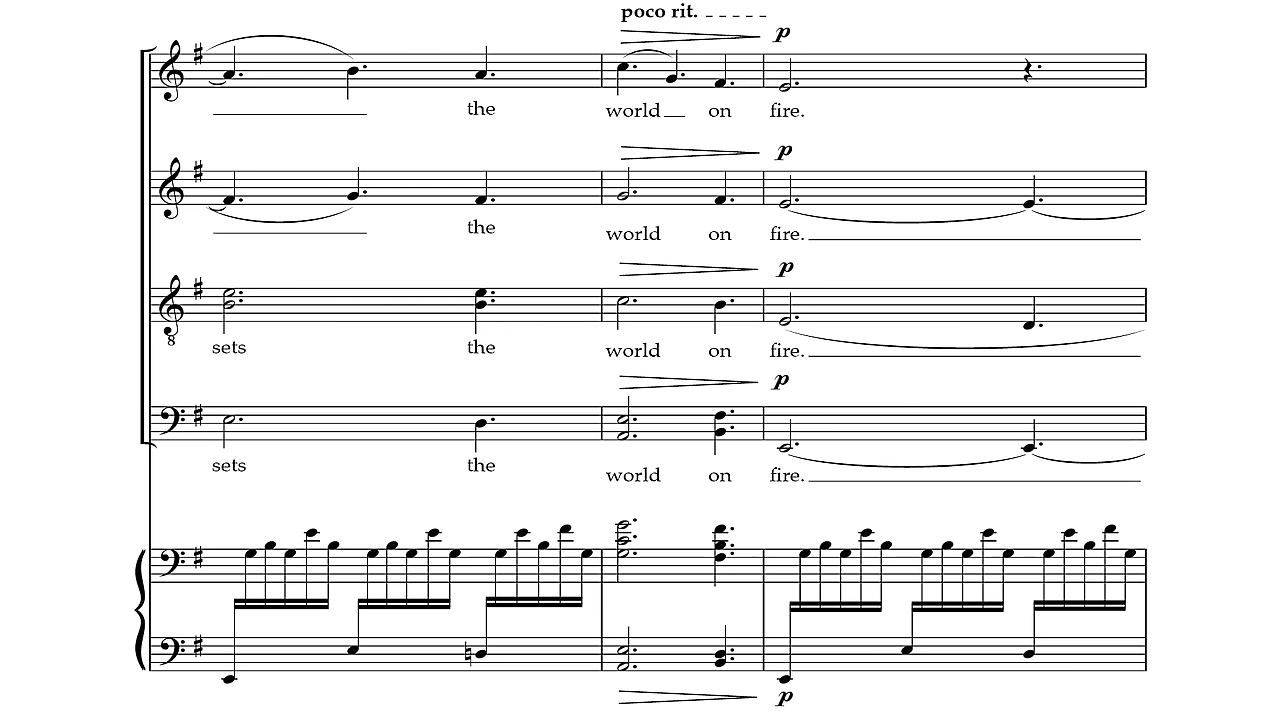 poco rit.
p
the world on fire.
p
the world on fire.
p
8
sets the world on fire.
p
sets the world on fire.
p